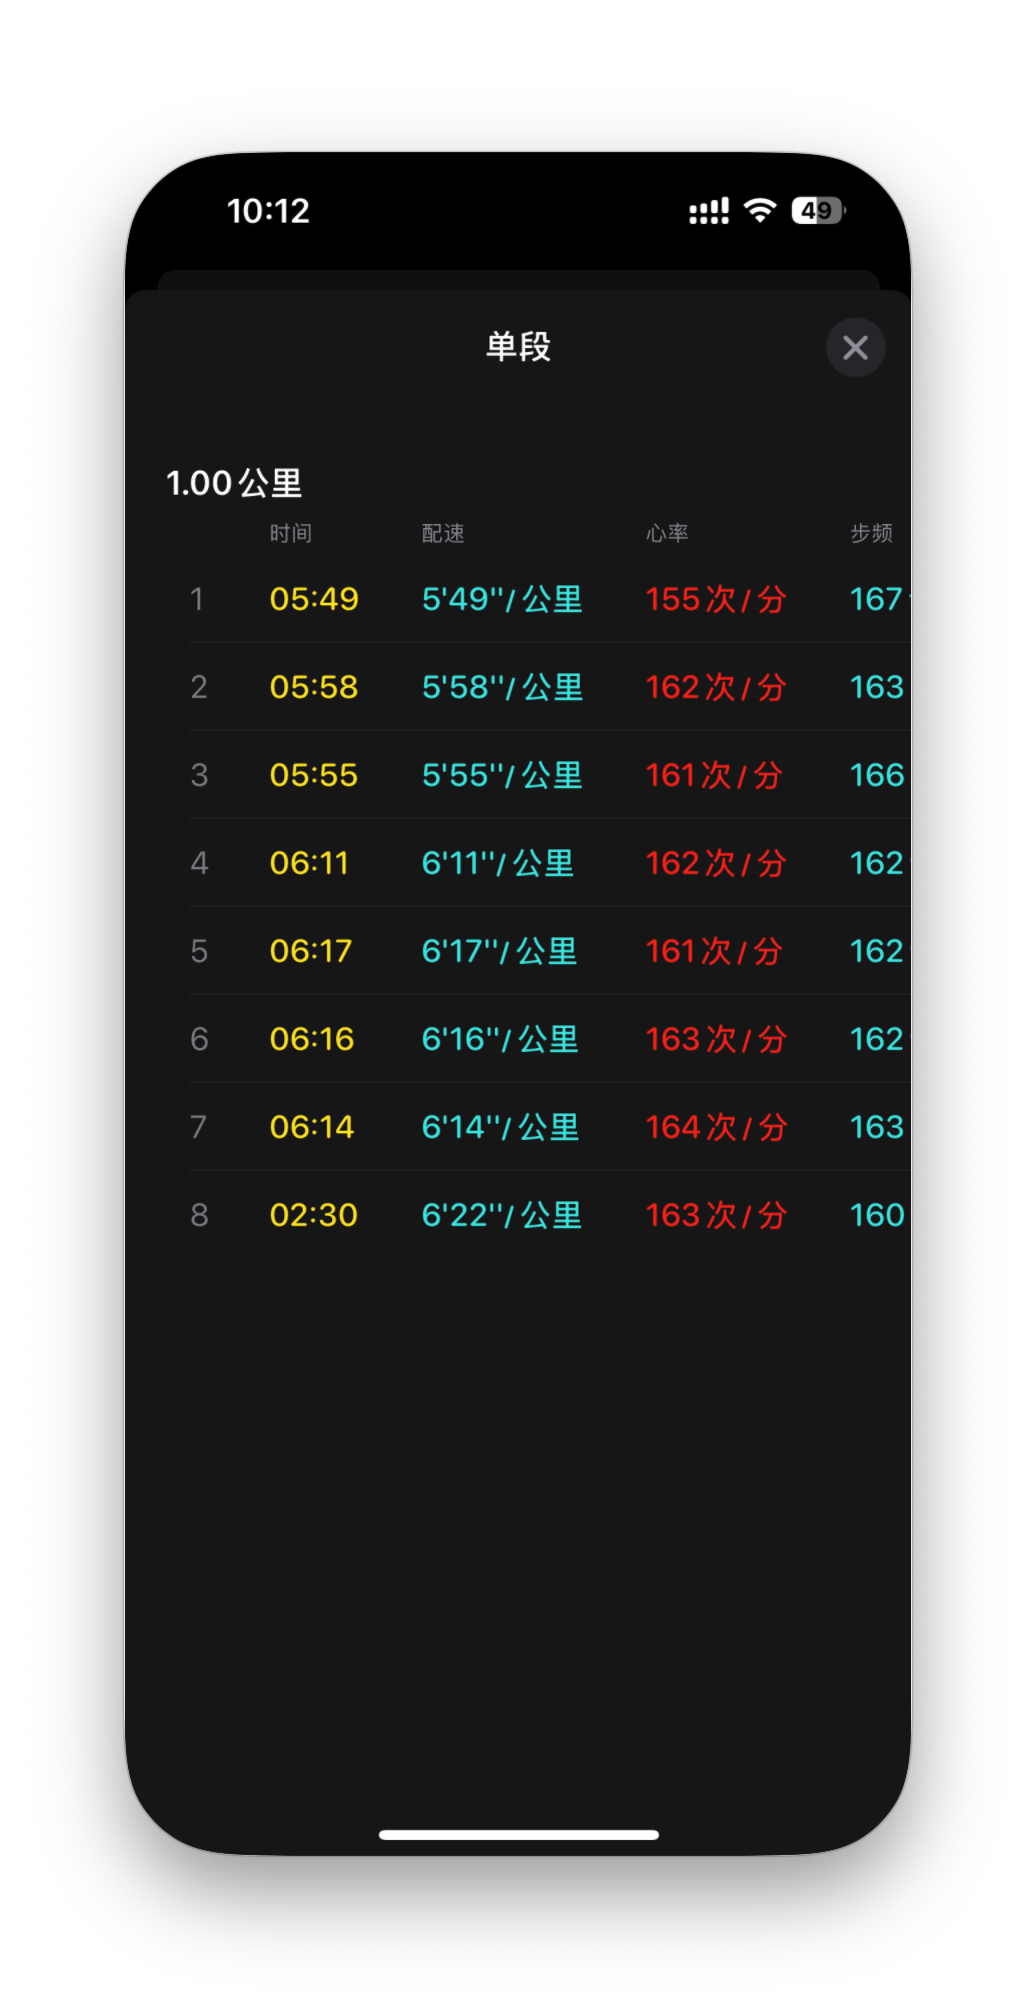 10:12 49
单段
1.00公里
时间 配速 心率 步频
1 05:49 5'49''/公里 155次/分 167
2 05:58 5'58''/公里 162次/分 163
3 05:55 5'55''/公里 161次/分 166
4 06:11 6'11''/公里 162次/分 162
5 06:17 6'17''/公里 161次/分 162
6 06:16 6'16''/公里 163次/分 162
7 06:14 6'14''/公里 164次/分 163
8 02:30 6'22''/公里 163次/分 160